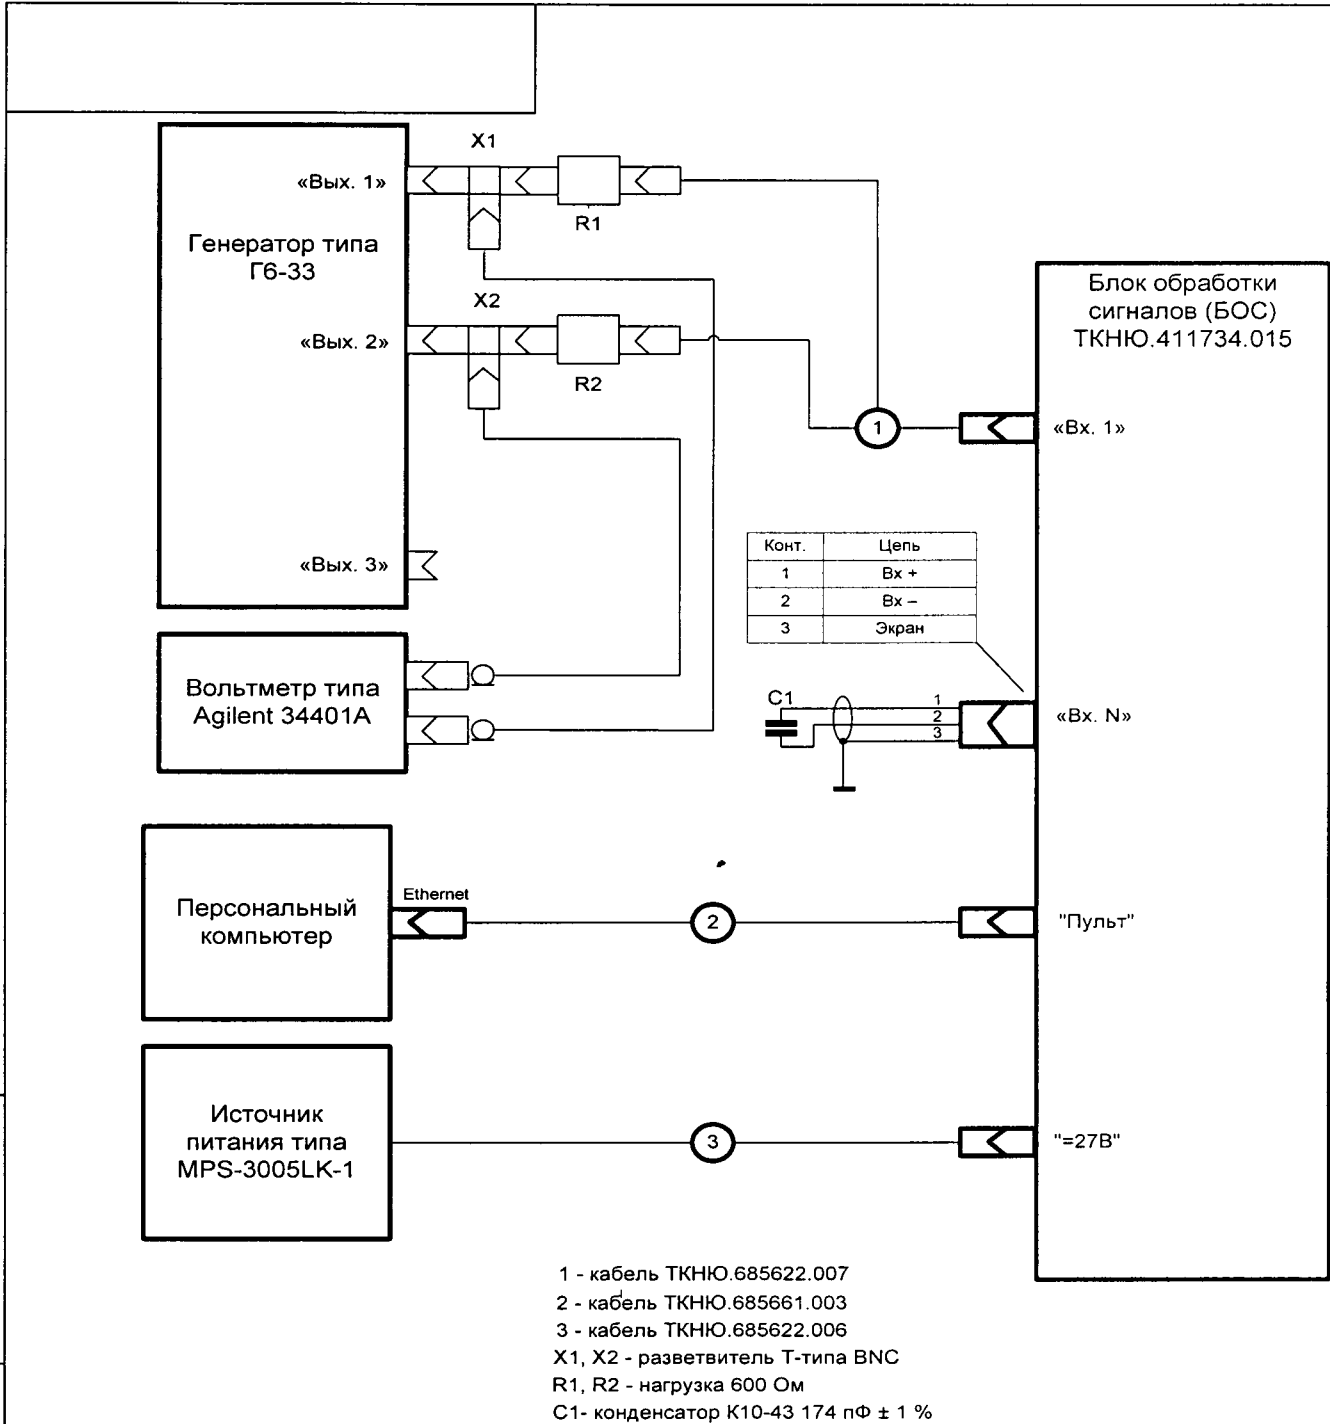 X1
«Вых. 1»
R1
Генератор типа
Г6-33
X2
«Вых. 2»
R2
«Вых. 3»
Блок обработки
сигналов (БОС)
ТКНЮ.411734.015
1
«Вх. 1»
Конт. Цепь
1 Вх +
2 Вх –
3 Экран
Вольтметр типа
Agilent 34401A
C1
1
2
3
«Вх. N»
Персональный
компьютер
Ethernet
2
"Пульт"
Источник
питания типа
MPS-3005LK-1
3
"=27В"
1 - кабель ТКНЮ.685622.007
2 - кабель ТКНЮ.685661.003
3 - кабель ТКНЮ.685622.006
X1, X2 - разветвитель Т-типа BNC
R1, R2 - нагрузка 600 Ом
С1- конденсатор К10-43 174 пФ ± 1 %